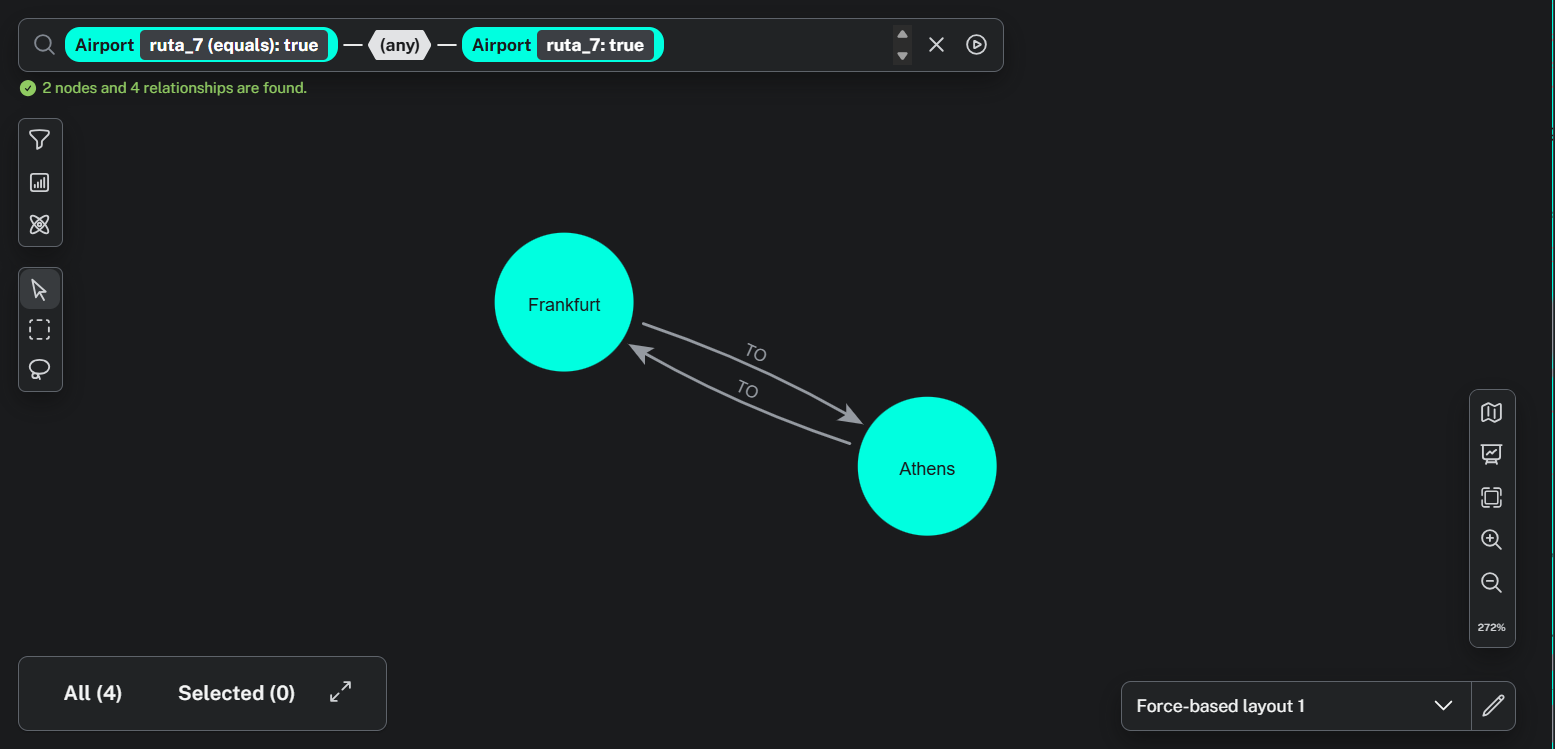 Airport ruta_7 (equals): true (any) Airport ruta_7: true
2 nodes and 4 relationships are found.
Frankfurt
TO
TO
Athens
272%
All (4) Selected (0)
Force-based layout 1